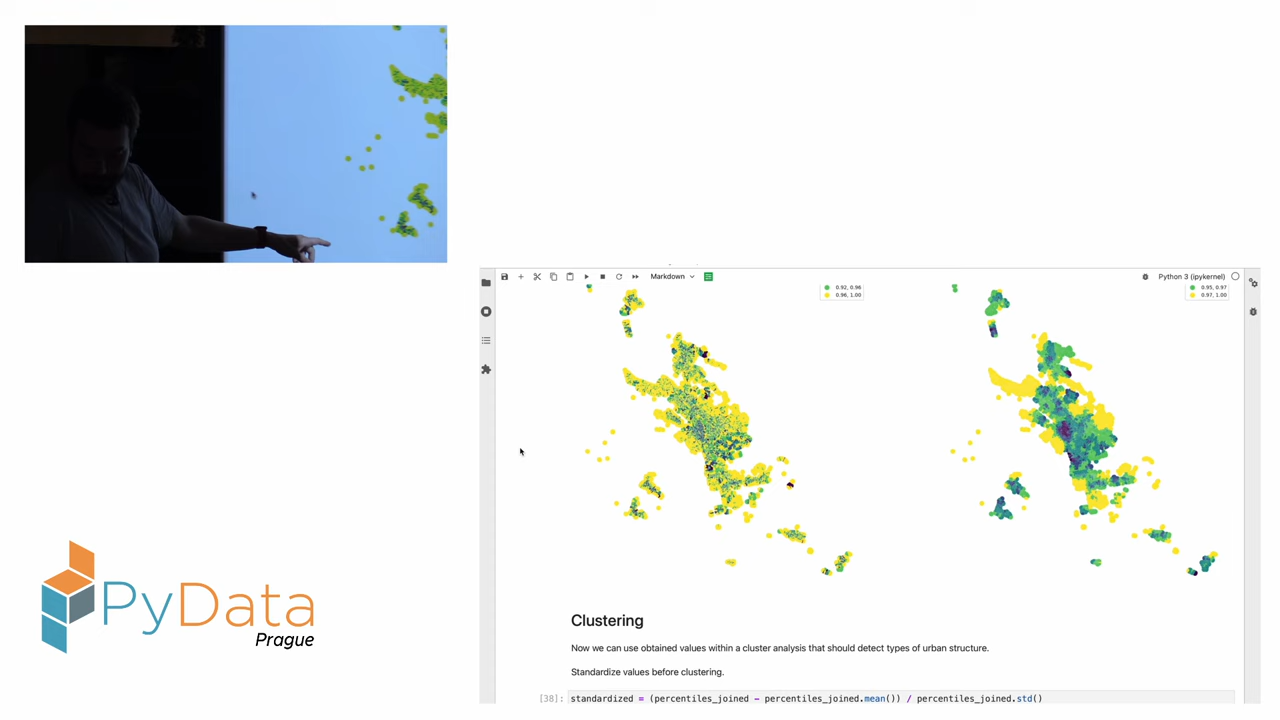 Markdown
Python 3 (ipykernel)
0.92, 0.96
0.96, 1.00
0.95, 0.97
0.97, 1.00
Clustering
Now we can use obtained values within a cluster analysis that should detect types of urban structure.
Standardize values before clustering.
[38]: standardized = (percentiles_joined - percentiles_joined.mean()) / percentiles_joined.std()
PyData
Prague